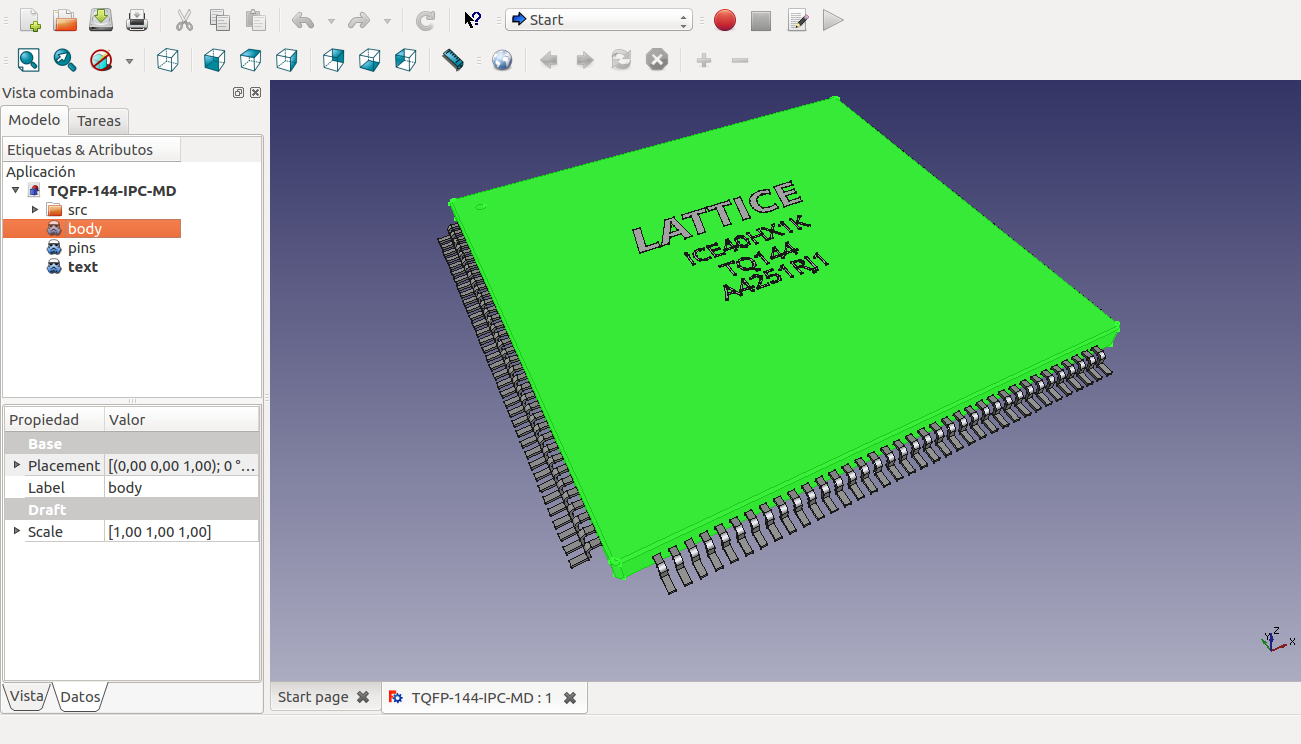 Start
Vista combinada
Modelo
Tareas
Etiquetas & Atributos
Aplicación
TQFP-144-IPC-MD
src
body
pins
text
Propiedad Valor
Base
Placement [(0,00 0,00 1,00); 0 °...
Label body
Draft
Scale [1,00 1,00 1,00]
Vista
Datos
LATTICE
ICE40HX1K
TQ144
A4251RJ1
Z
Y
X
Start page
TQFP-144-IPC-MD : 1